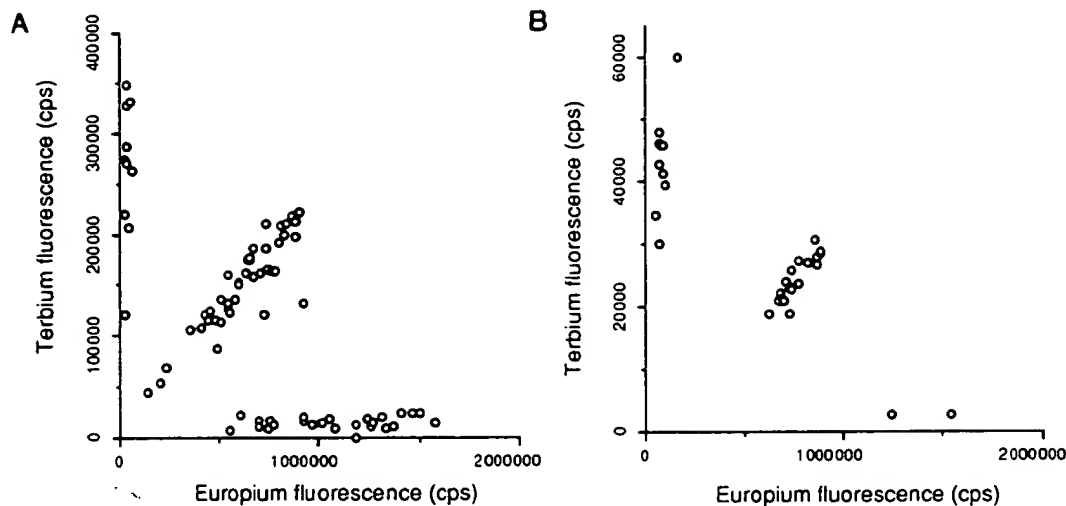 A
B
Terbium fluorescence (cps)
400000
300000
200000
100000
0
0
1000000
2000000
Europium fluorescence (cps)
Terbium fluorescence (cps)
60000
40000
20000
0
0
1000000
2000000
Europium fluorescence (cps)